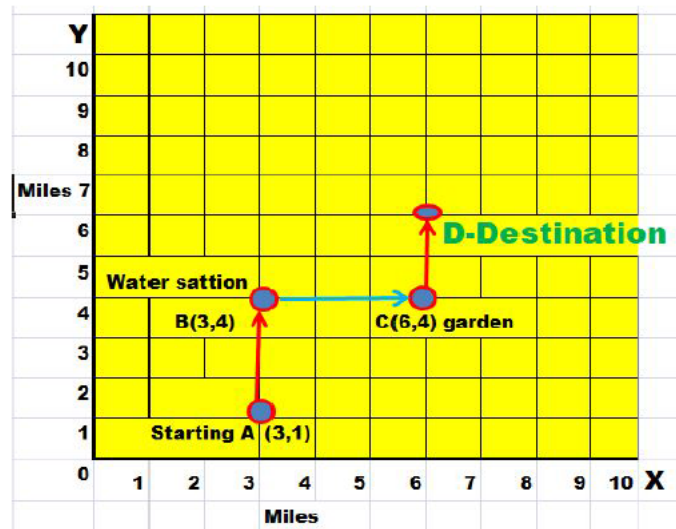 Y
10
9
8
Miles 7
6
D-Destination
5
Water sattion
4
B(3,4)
C(6,4) garden
3
2
1
Starting A (3,1)
0
1 2 3 4 5 6 7 8 9 10 X
Miles